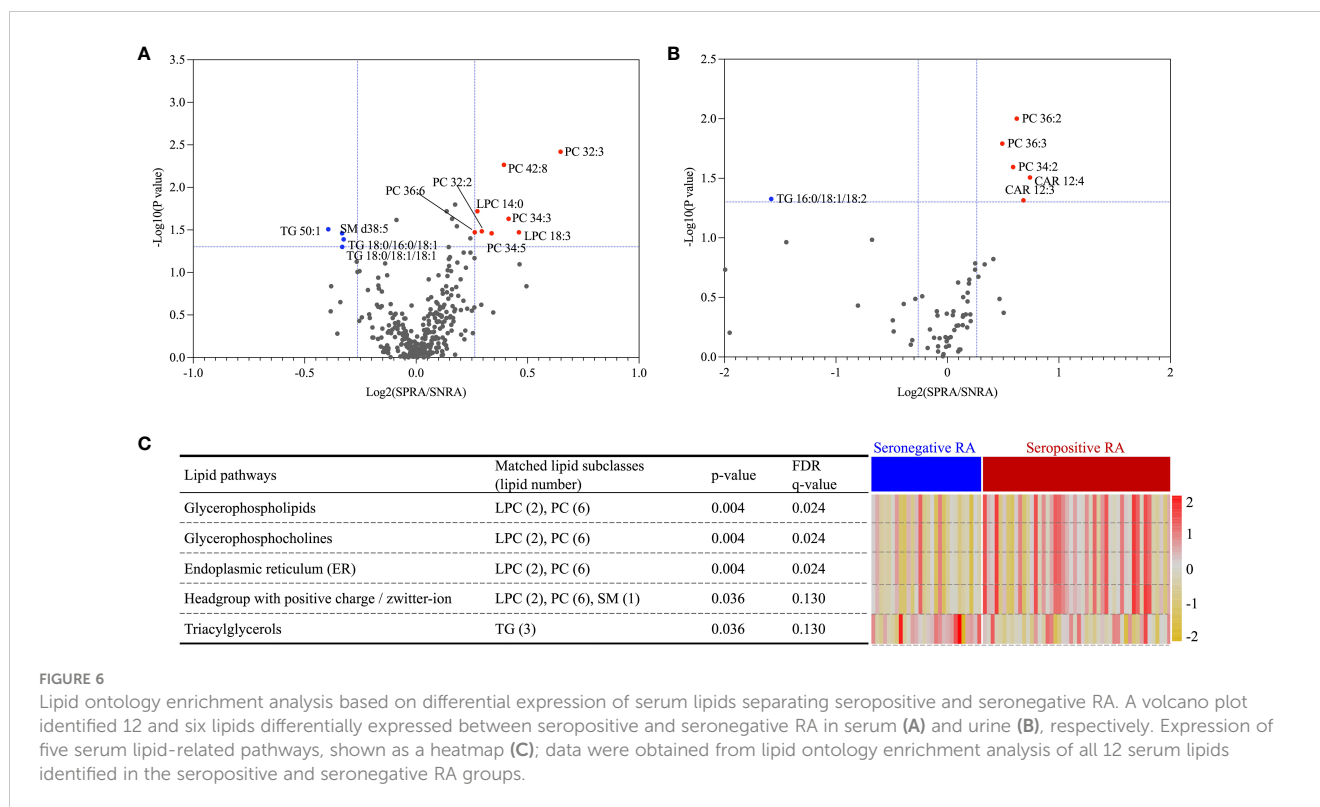 A
3.5
3.0
2.5
2.0
1.5
1.0
0.5
0.0
-Log10(P value)
-1.0
-0.5
0.0
0.5
1.0
Log2(SPRA/SNRA)
PC 32:3
PC 42:8
PC 32:2
PC 36:6
LPC 14:0
PC 34:3
LPC 18:3
PC 34:5
TG 50:1
SM d38:5
TG 18:0/16:0/18:1
TG 18:0/18:1/18:1
B
2.5
2.0
1.5
1.0
0.5
0.0
-Log10(P value)
-2
-1
0
1
2
Log2(SPRA/SNRA)
PC 36:2
PC 36:3
PC 34:2
CAR 12:4
CAR 12:3
TG 16:0/18:1/18:2
C
Seronegative RA
Seropositive RA
Lipid pathways
Matched lipid subclasses
(lipid number)
p-value
FDR
q-value
Glycerophospholipids LPC (2), PC (6) 0.004 0.024
Glycerophosphocholines LPC (2), PC (6) 0.004 0.024
Endoplasmic reticulum (ER) LPC (2), PC (6) 0.004 0.024
Headgroup with positive charge / zwitter-ion LPC (2), PC (6), SM (1) 0.036 0.130
Triacylglycerols TG (3) 0.036 0.130
2
1
0
-1
-2
FIGURE 6
Lipid ontology enrichment analysis based on differential expression of serum lipids separating seropositive and seronegative RA. A volcano plot
identified 12 and six lipids differentially expressed between seropositive and seronegative RA in serum (A) and urine (B), respectively. Expression of
five serum lipid-related pathways, shown as a heatmap (C); data were obtained from lipid ontology enrichment analysis of all 12 serum lipids
identified in the seropositive and seronegative RA groups.